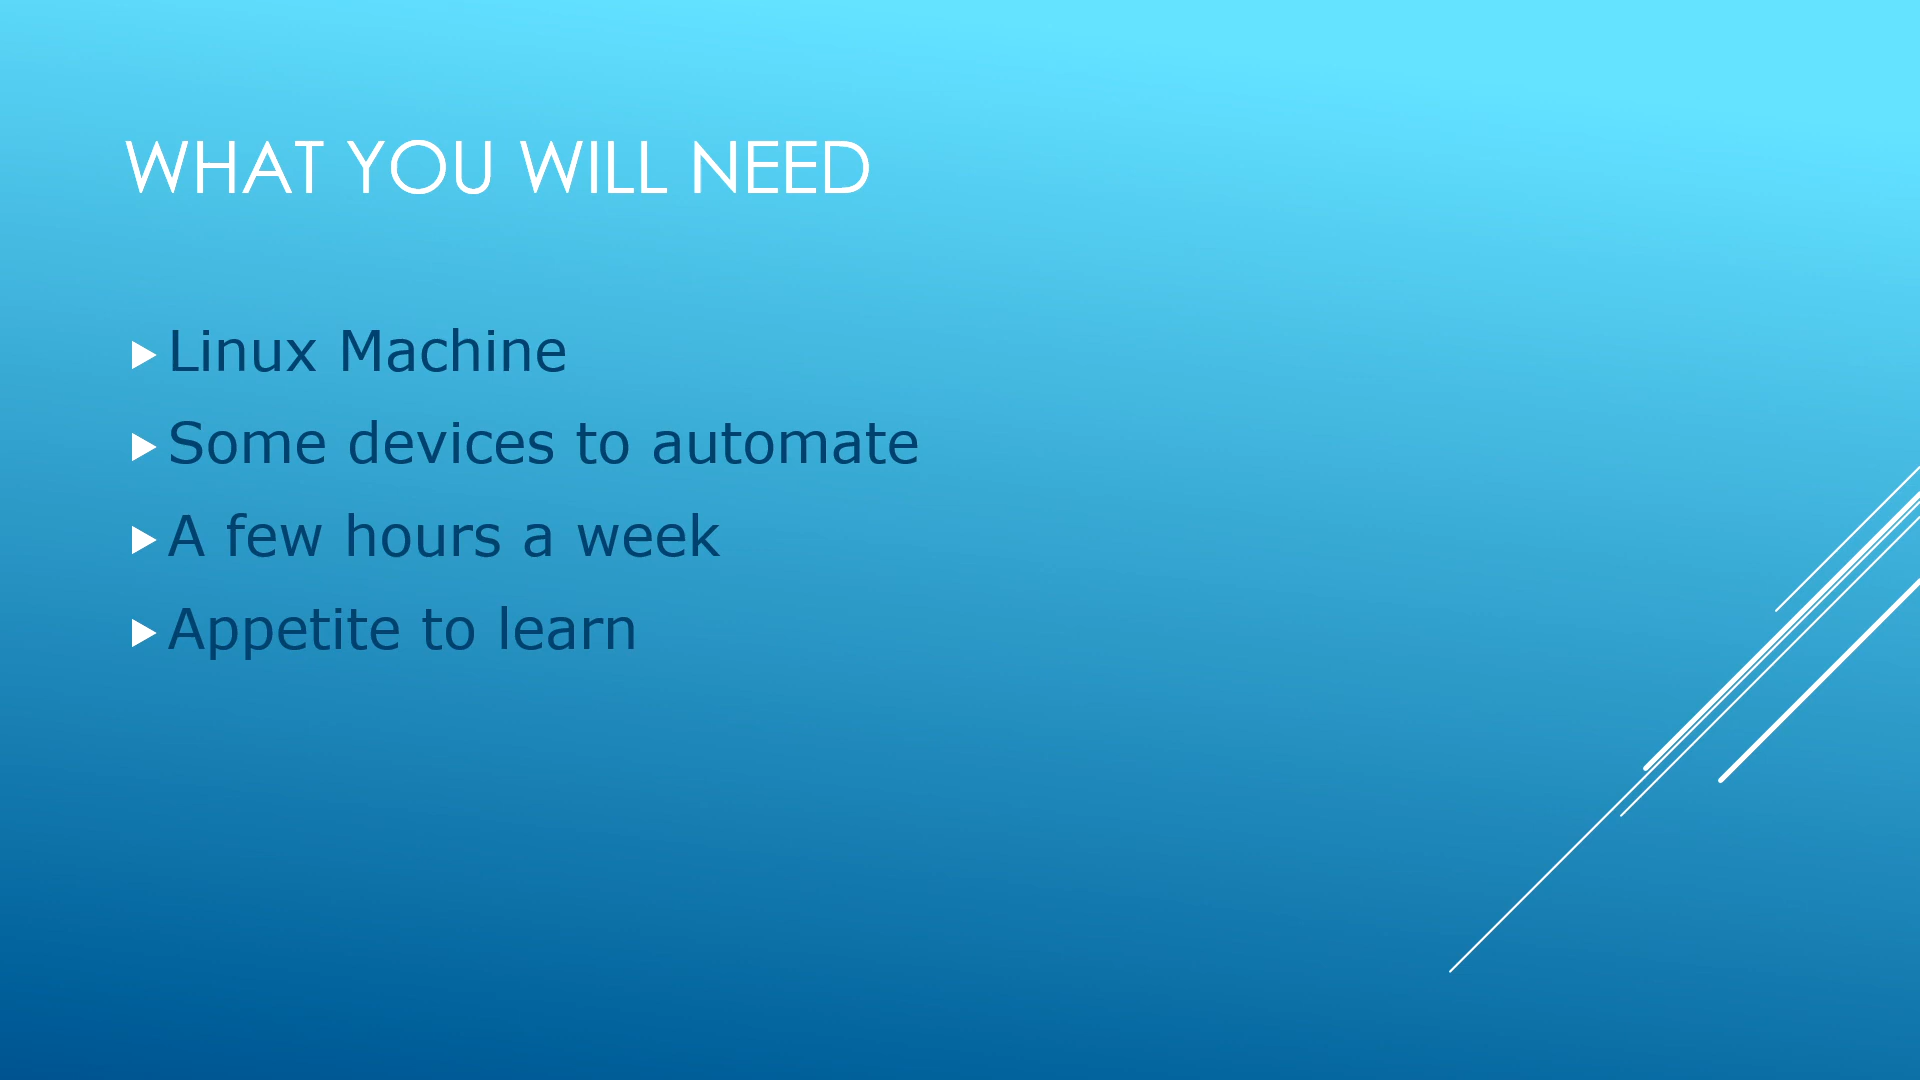 WHAT YOU WILL NEED
Linux Machine
Some devices to automate
A few hours a week
Appetite to learn